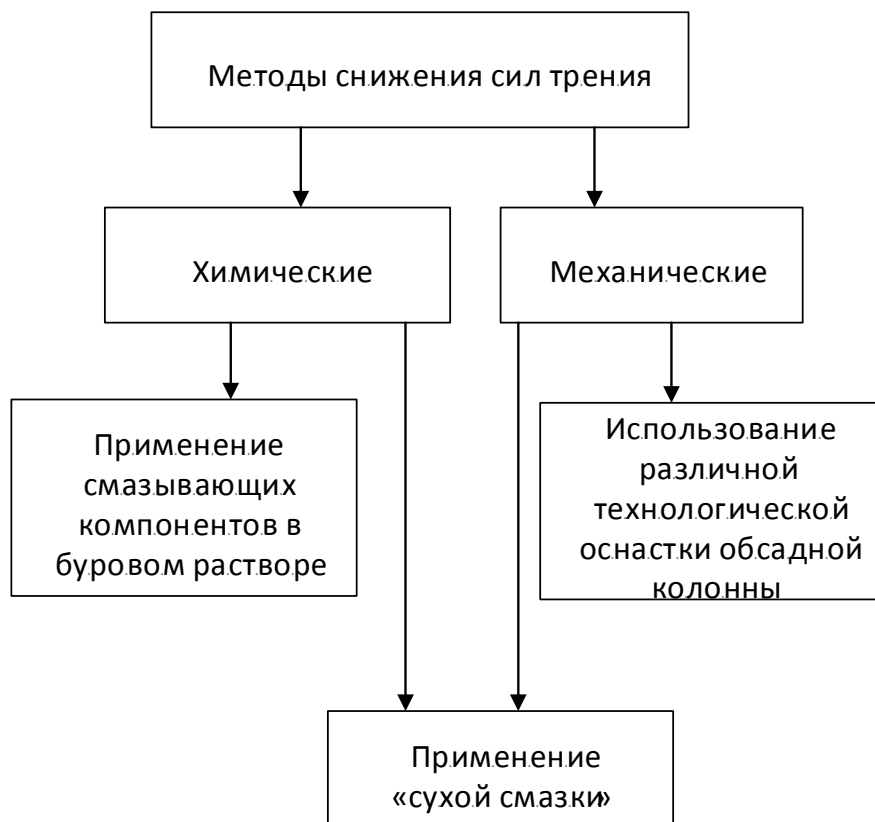 Методы снижения сил трения
Химические
Механические
Применение
смазывающих
компонентов в
буровом растворе
Использование
различной
технологической
оснастки обсадной
колонны
Применение
«сухой смазки»